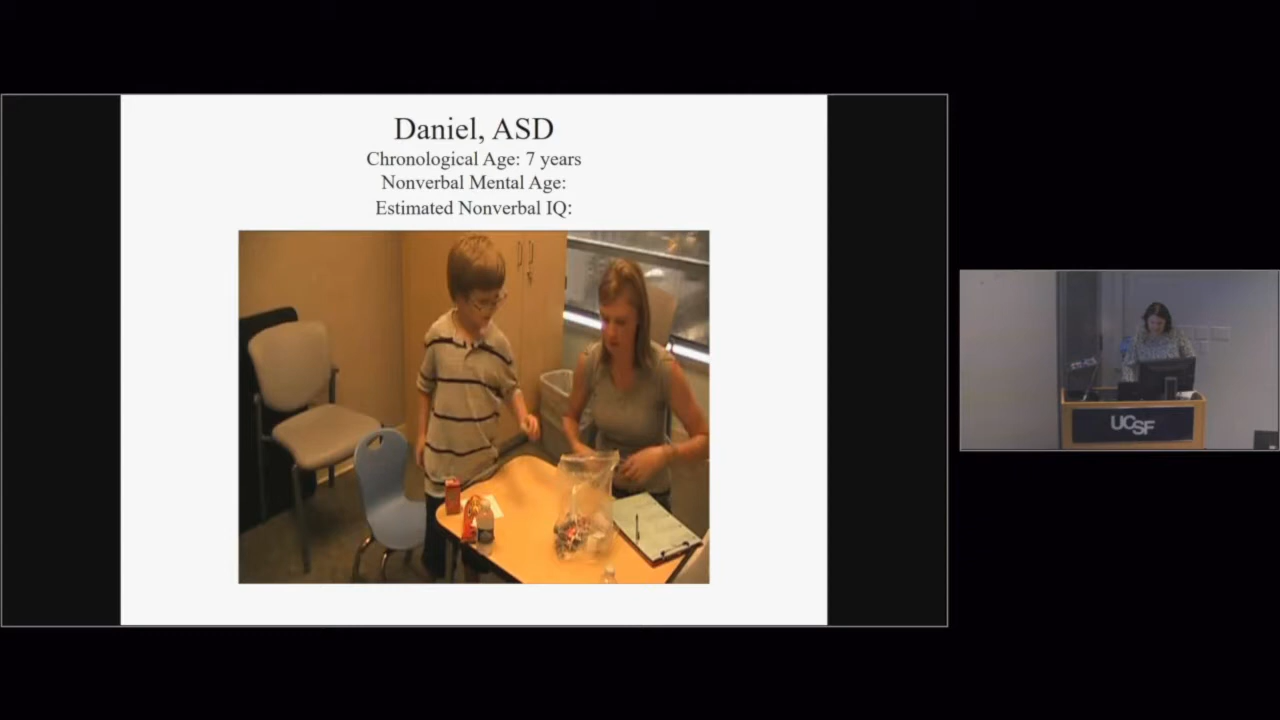 Daniel, ASD
Chronological Age: 7 years
Nonverbal Mental Age:
Estimated Nonverbal IQ:
UCSF